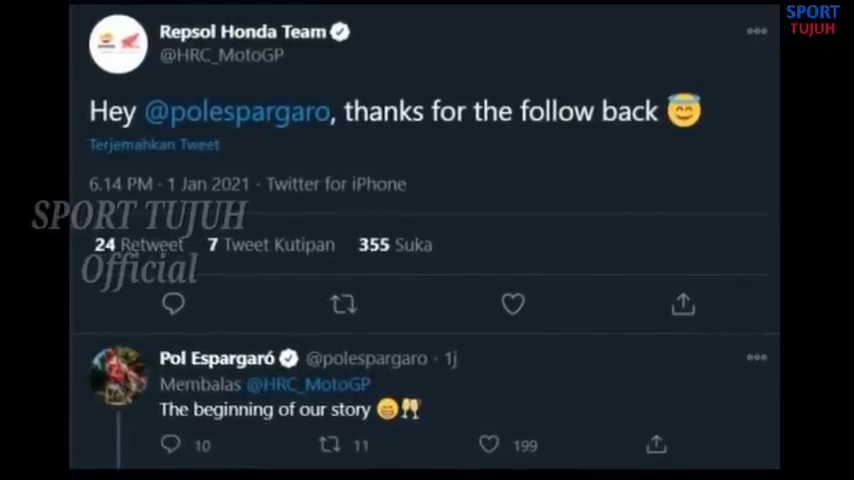 SPORT
TUJUH
Repsol Honda Team
@HRC_MotoGP
Hey @polespargaro, thanks for the follow back 😇
Terjemahkan Tweet
6.14 PM · 1 Jan 2021 · Twitter for iPhone
SPORT TUJUH
Official
24 Retweet 7 Tweet Kutipan 355 Suka
Pol Espargaró @polespargaro · 1j
Membalas @HRC_MotoGP
The beginning of our story 😁🥂
10 11 199